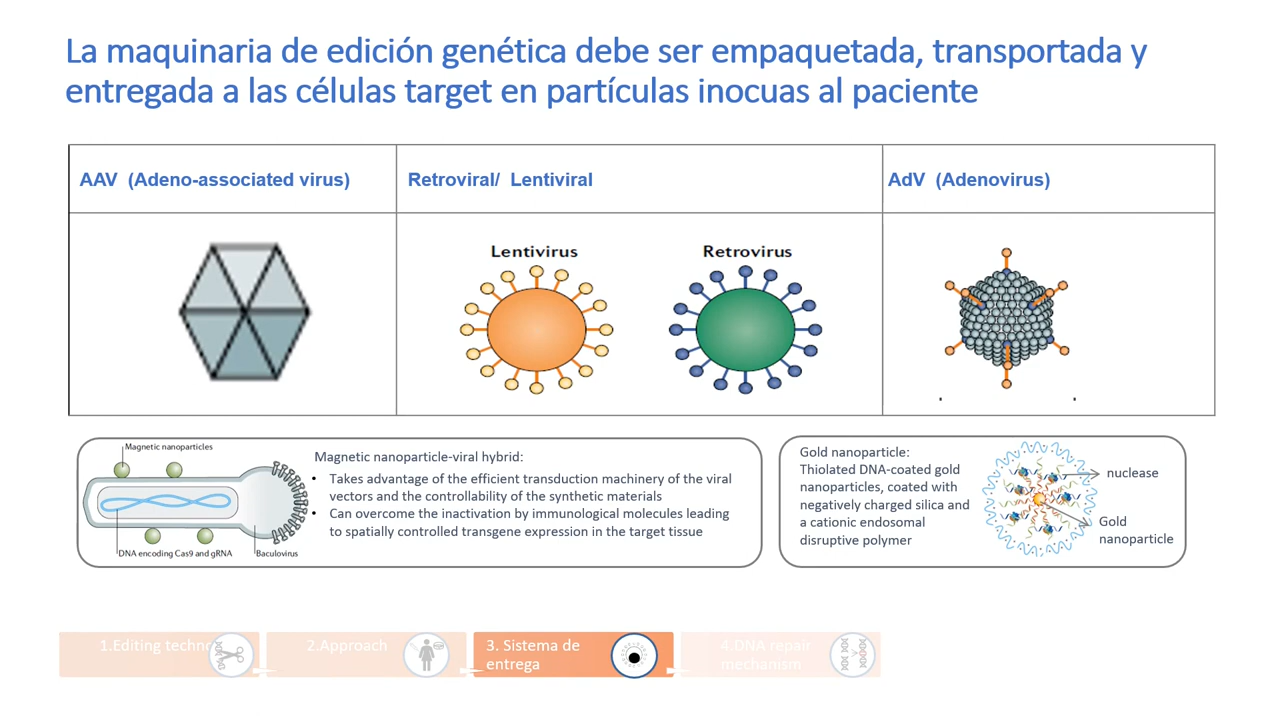 La maquinaria de edición genética debe ser empaquetada, transportada y
entregada a las células target en partículas inocuas al paciente
AAV (Adeno-associated virus)
Retroviral/ Lentiviral
AdV (Adenovirus)
Lentivirus
Retrovirus
Magnetic nanoparticles
DNA encoding Cas9 and gRNA
Baculovirus
Magnetic nanoparticle-viral hybrid:
• Takes advantage of the efficient transduction machinery of the viral
vectors and the controllability of the synthetic materials
• Can overcome the inactivation by immunological molecules leading
to spatially controlled transgene expression in the target tissue
Gold nanoparticle:
Thiolated DNA-coated gold
nanoparticles, coated with
negatively charged silica and
a cationic endosomal
disruptive polymer
nuclease
Gold
nanoparticle
1.Editing techno
2.Approach
3. Sistema de
entrega
4.DNA repair
mechanism